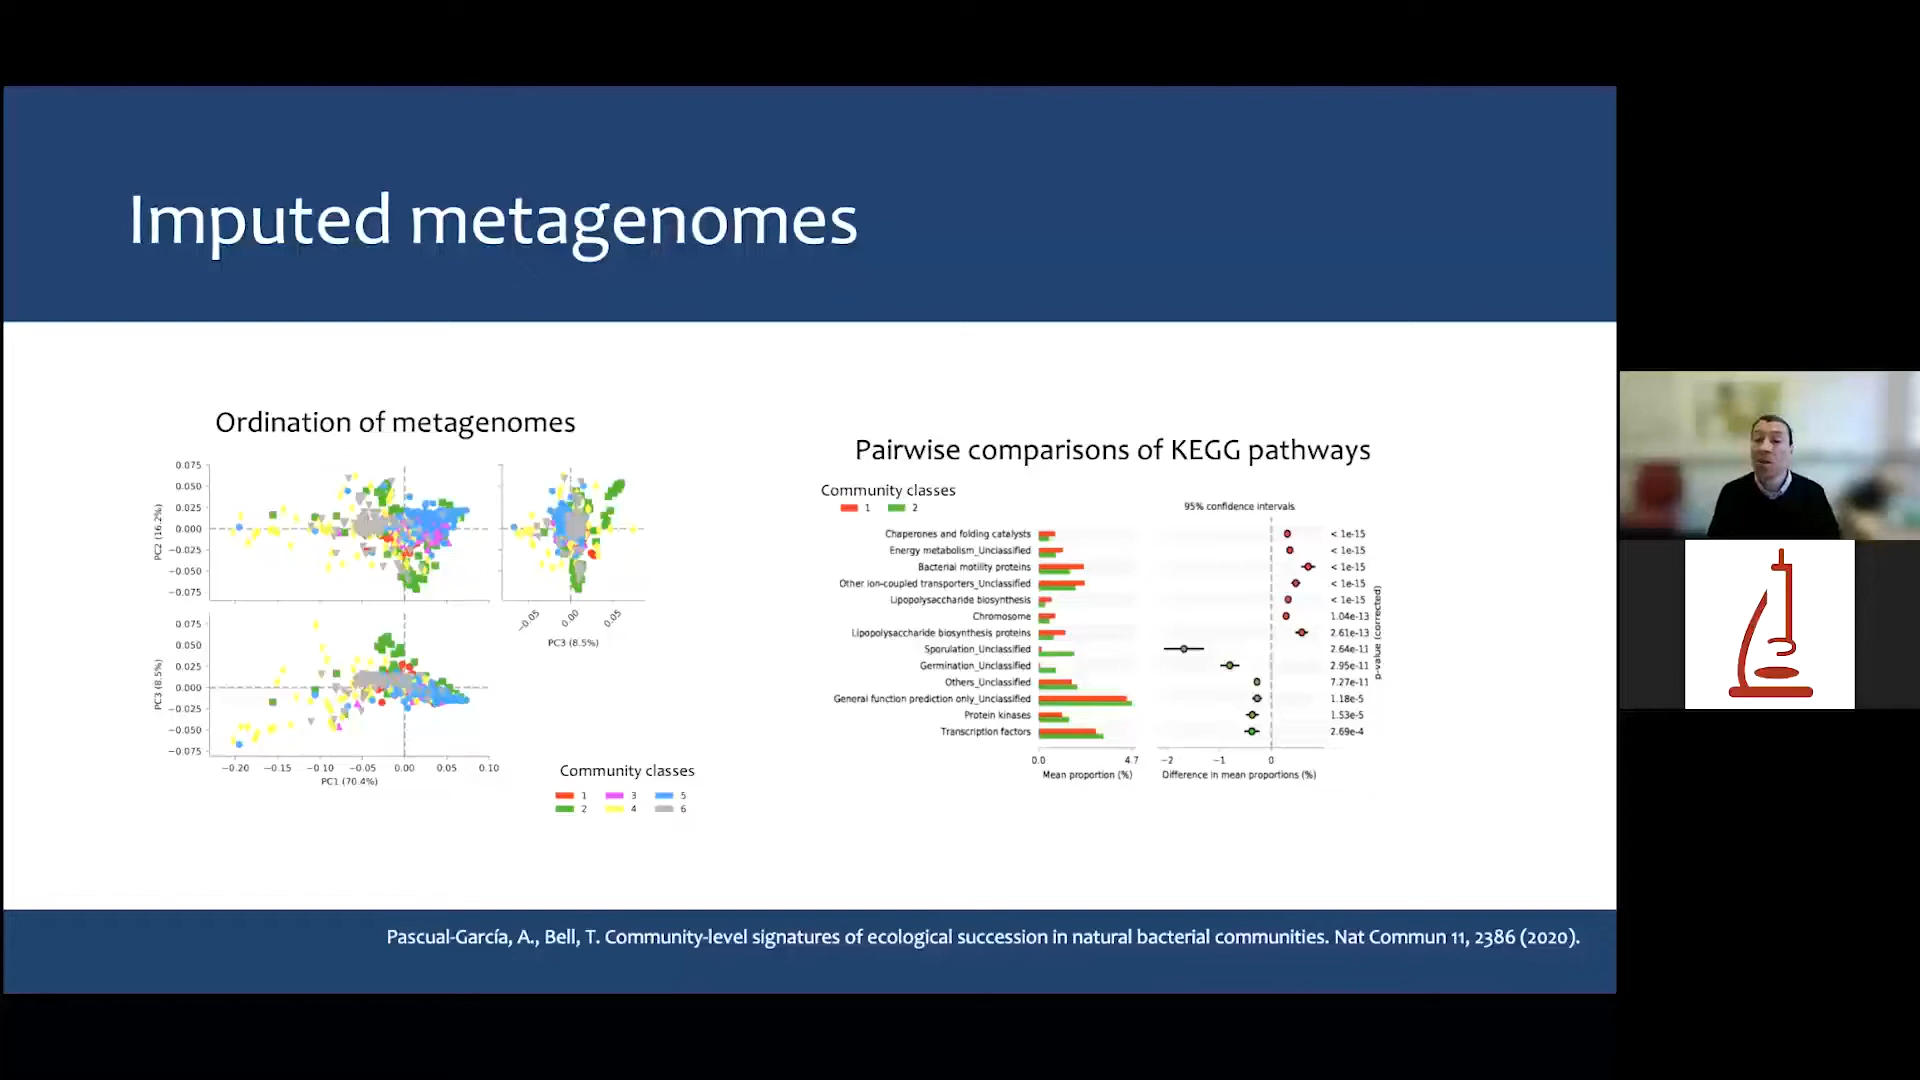 Imputed metagenomes
Ordination of metagenomes
0.075
0.050
0.025
0.000
−0.025
−0.050
−0.075
PC2 (16.2%)
−0.05
0.00
0.05
PC3 (8.5%)
0.075
0.050
0.025
0.000
−0.025
−0.050
−0.075
PC3 (8.5%)
−0.20 −0.15 −0.10 −0.05 0.00 0.05 0.10
PC1 (70.4%)
Community classes
1 3 5
2 4 6
Pairwise comparisons of KEGG pathways
Community classes
1 2
95% confidence intervals
Chaperones and folding catalysts < 1e-15
Energy metabolism_Unclassified < 1e-15
Bacterial motility proteins < 1e-15
Other ion-coupled transporters_Unclassified < 1e-15
Lipopolysaccharide biosynthesis < 1e-15
Chromosome 1.04e-13
Lipopolysaccharide biosynthesis proteins 2.61e-13
Sporulation_Unclassified 2.64e-11
Germination_Unclassified 2.95e-11
Others_Unclassified 7.27e-11
General function prediction only_Unclassified 1.18e-5
Protein kinases 1.53e-5
Transcription factors 2.69e-4
p-value (corrected)
0.0 4.7 −2 −1 0
Mean proportion (%) Difference in mean proportions (%)
Pascual-García, A., Bell, T. Community-level signatures of ecological succession in natural bacterial communities. Nat Commun 11, 2386 (2020).